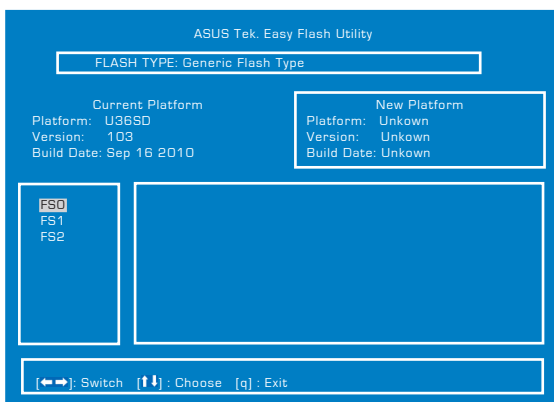 ASUS Tek. Easy Flash Utility
FLASH TYPE: Generic Flash Type
Current Platform
Platform: U36SD
Version: 103
Build Date: Sep 16 2010
New Platform
Platform: Unkown
Version: Unkown
Build Date: Unkown
FS0
FS1
FS2
[←→]: Switch [↑↓] : Choose [q] : Exit